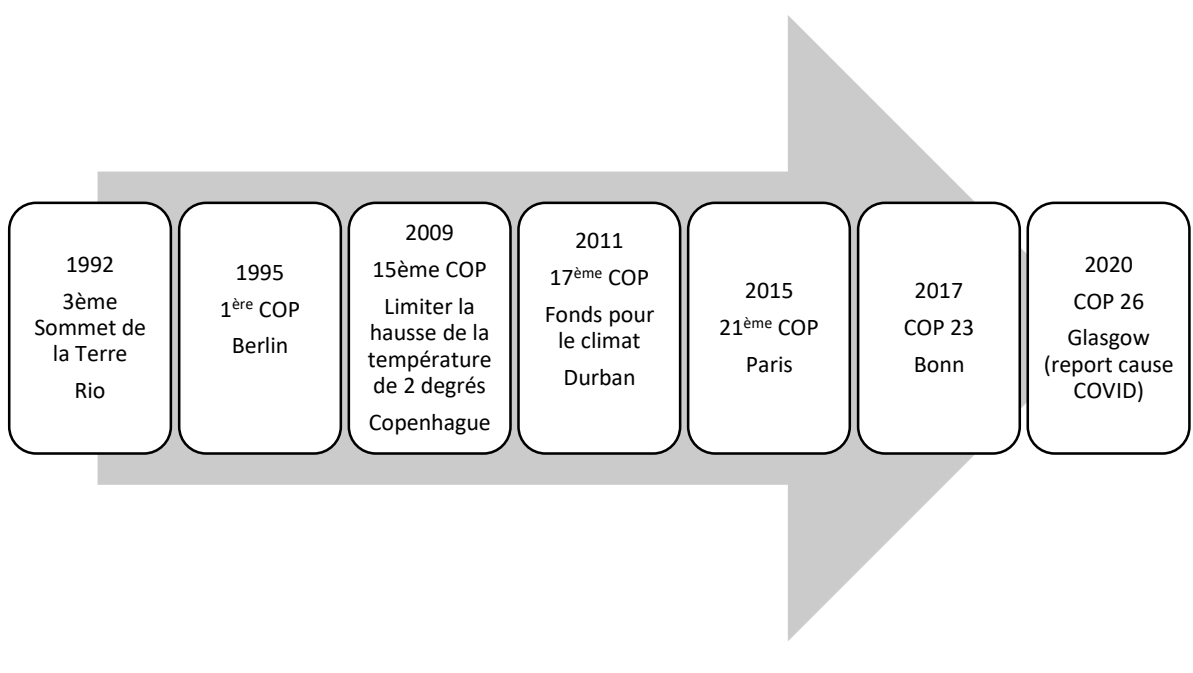 1992
3ème
Sommet de
la Terre
Rio
1995
1ère COP
Berlin
2009
15ème COP
Limiter la
hausse de la
température
de 2 degrés
Copenhague
2011
17ème COP
Fonds pour
le climat
Durban
2015
21ème COP
Paris
2017
COP 23
Bonn
2020
COP 26
Glasgow
(report cause
COVID)